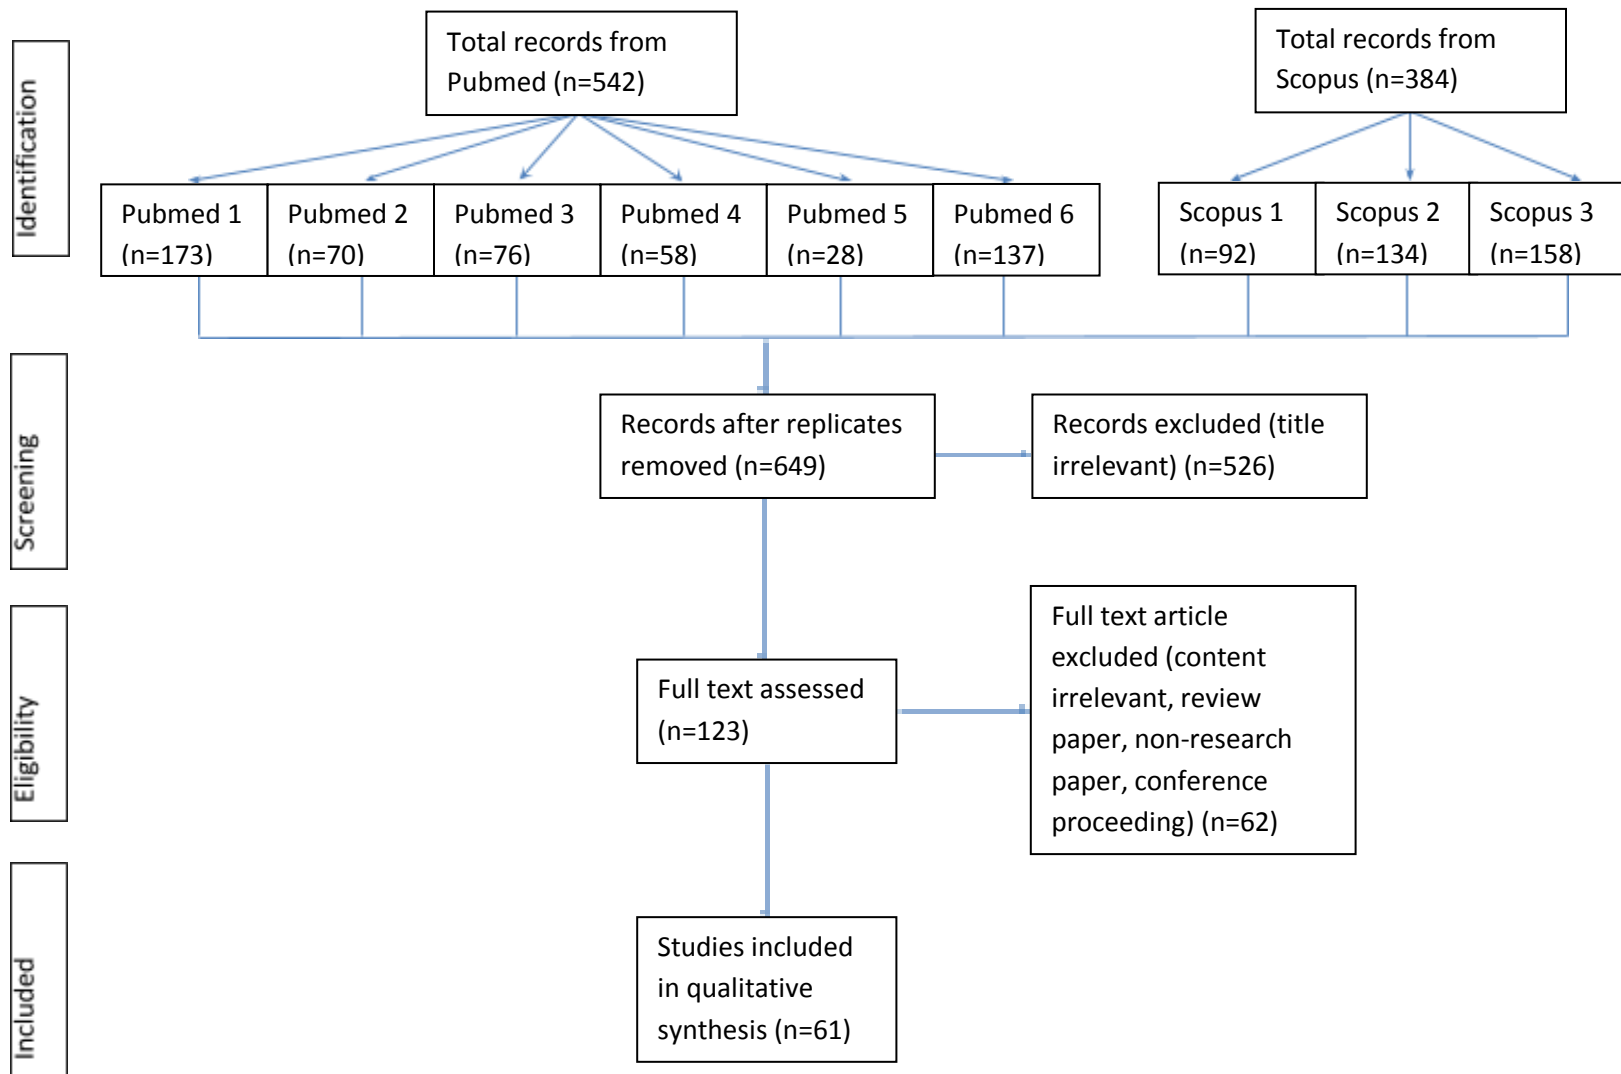 Identification
Total records from
Pubmed (n=542)
Total records from
Scopus (n=384)
Pubmed 1
(n=173)
Pubmed 2
(n=70)
Pubmed 3
(n=76)
Pubmed 4
(n=58)
Pubmed 5
(n=28)
Pubmed 6
(n=137)
Scopus 1
(n=92)
Scopus 2
(n=134)
Scopus 3
(n=158)
Screening
Records after replicates
removed (n=649)
Records excluded (title
irrelevant) (n=526)
Eligibility
Full text assessed
(n=123)
Full text article
excluded (content
irrelevant, review
paper, non-research
paper, conference
proceeding) (n=62)
Included
Studies included
in qualitative
synthesis (n=61)